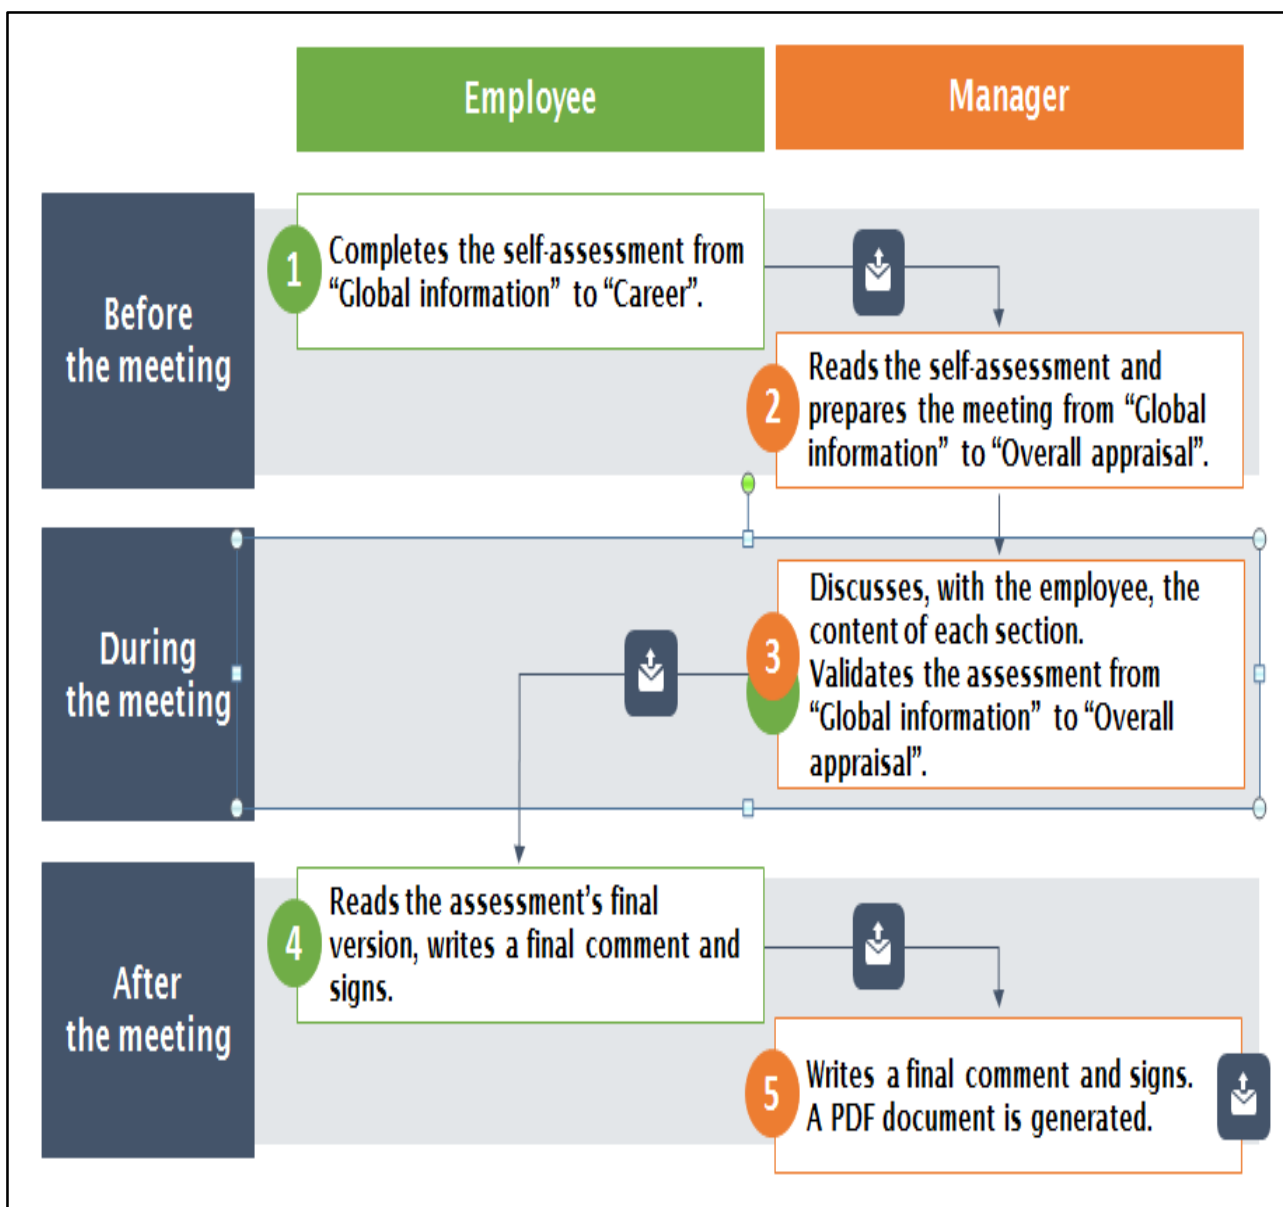 Employee
Manager
Before
the meeting
1
Completes the self-assessment from
“Global information” to “Career”.
2
Reads the self-assessment and
prepares the meeting from “Global
information” to “Overall appraisal”.
During
the meeting
3
Discusses, with the employee, the
content of each section.
Validates the assessment from
“Global information” to “Overall
appraisal”.
After
the meeting
4
Reads the assessment’s final
version, writes a final comment and
signs.
5
Writes a final comment and signs.
A PDF document is generated.